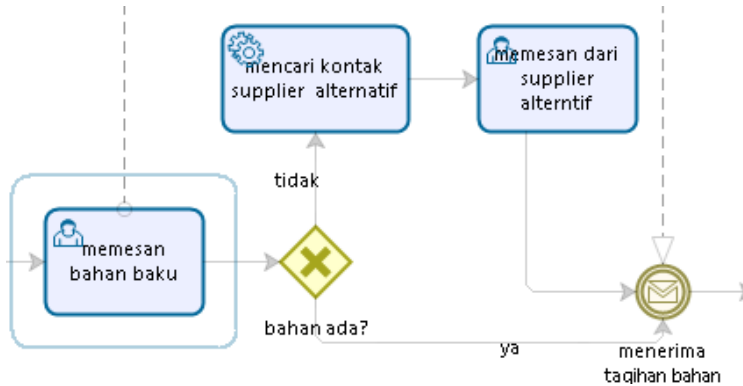 mencari kontak
supplier alternatif
memesan dari
supplier
alterntif
tidak
memesan
bahan baku
bahan ada?
ya
menerima
tagihan bahan